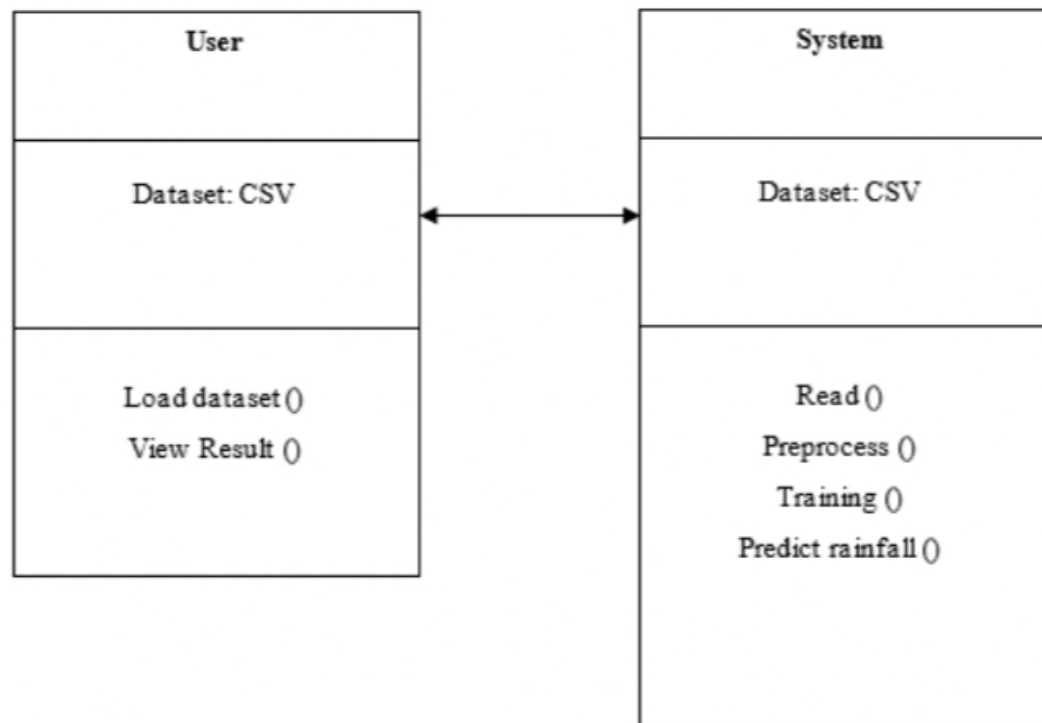 User
Dataset: CSV
Load dataset ()
View Result ()
System
Dataset: CSV
Read ()
Preprocess ()
Training ()
Predict rainfall ()